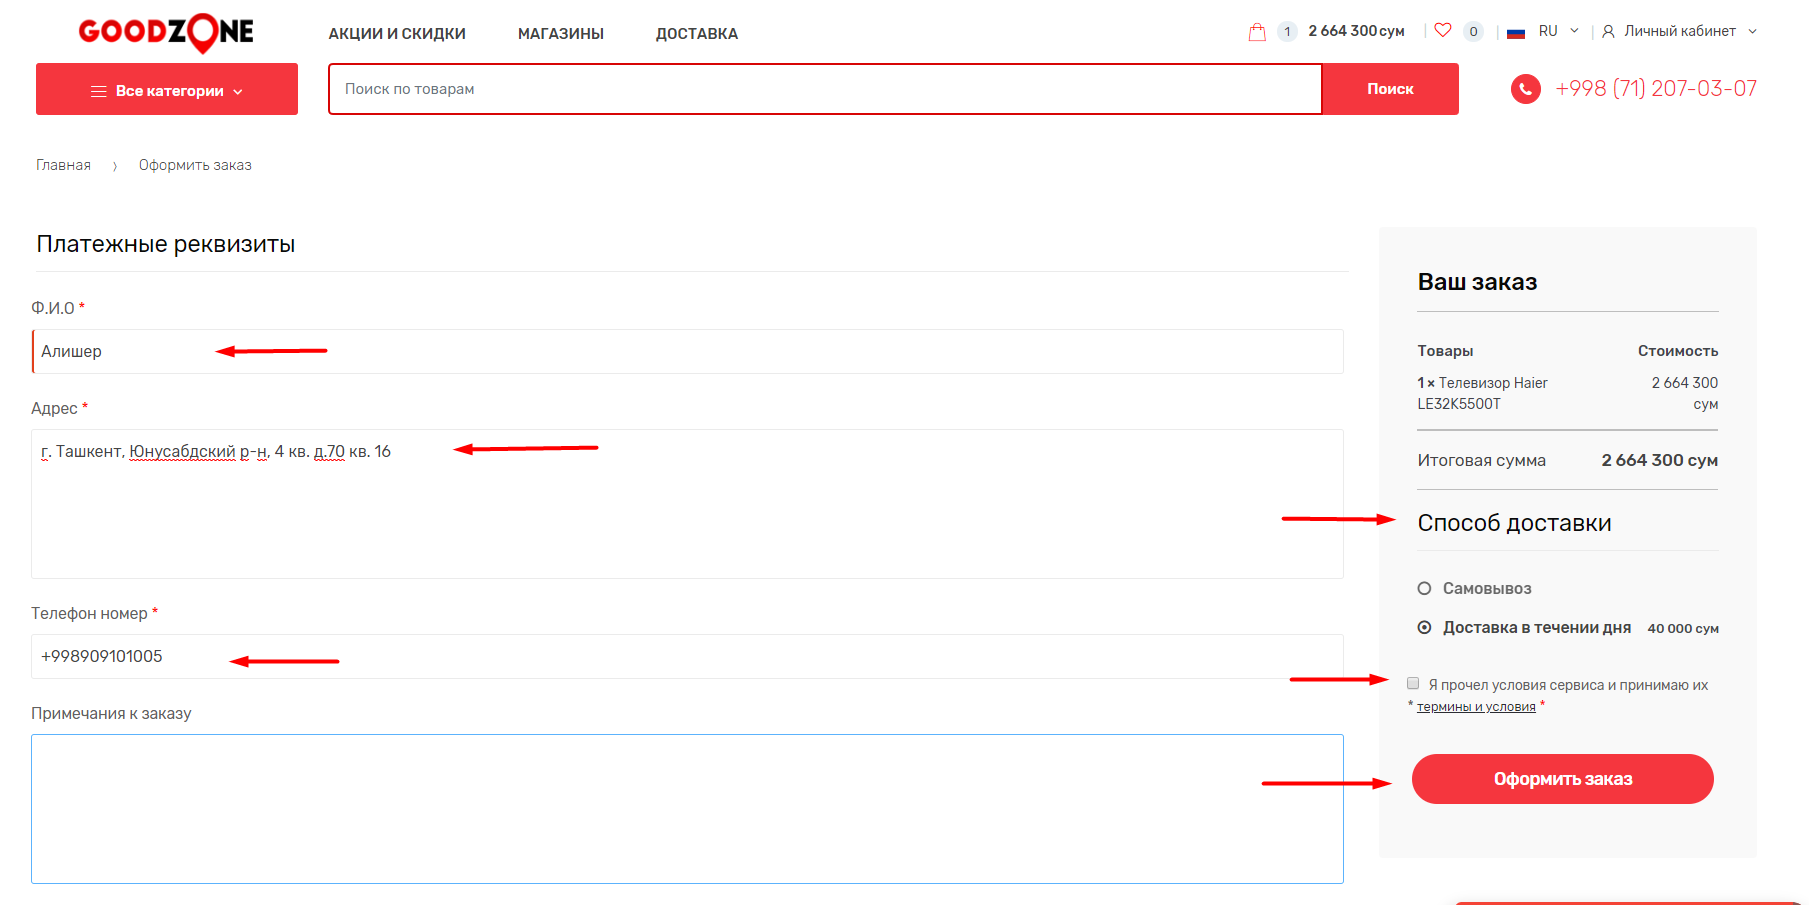 GOODZONE
АКЦИИ И СКИДКИ
МАГАЗИНЫ
ДОСТАВКА
1
2 664 300 сум
0
RU
Личный кабинет
Все категории
Поиск по товарам
Поиск
+998 (71) 207-03-07
Главная
Оформить заказ
Платежные реквизиты
Ф.И.О *
Алишер
Адрес *
г. Ташкент, Юнусабдский р-н, 4 кв. д.70 кв. 16
Телефон номер *
+998909101005
Примечания к заказу
Ваш заказ
Товары Стоимость
1 × Телевизор Haier 2 664 300
LE32K5500T сум
Итоговая сумма 2 664 300 сум
Способ доставки
Самовывоз
Доставка в течении дня 40 000 сум
Я прочел условия сервиса и принимаю их
* термины и условия *
Оформить заказ